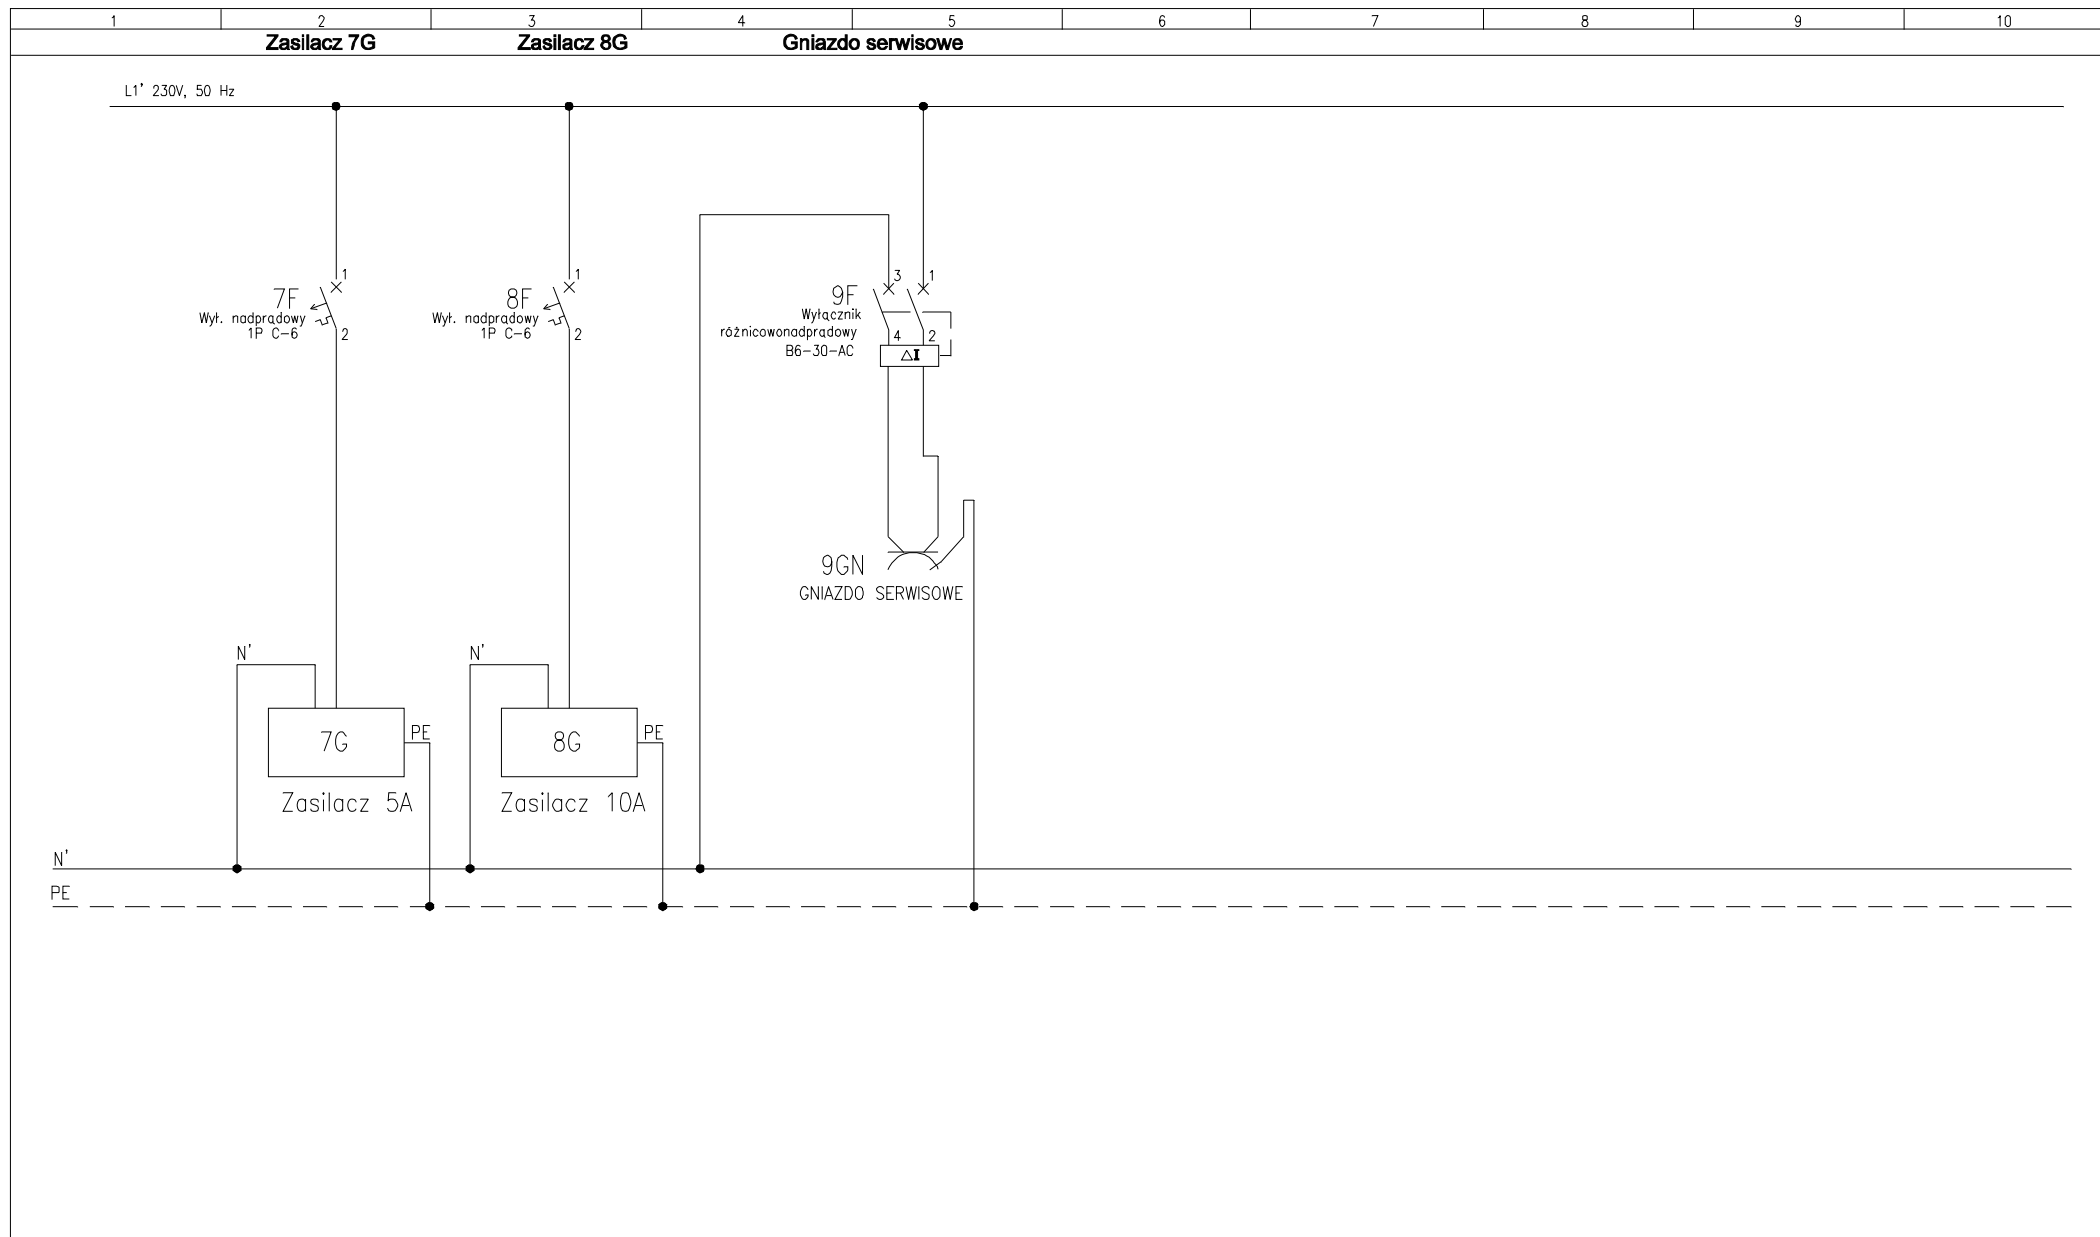 1 2 3 4 5 6 7 8 9 10
Zasilacz 7G Zasilacz 8G Gniazdo serwisowe
L1' 230V, 50 Hz
1
7F
Wył. nadprądowy
1P C-6
2
1
8F
Wył. nadprądowy
1P C-6
2
3 1
9F
Wyłącznik
różnicowonadprądowy
B6-30-AC
4 2
△I
9GN
GNIAZDO SERWISOWE
N'
7G
PE
Zasilacz 5A
N'
8G
PE
Zasilacz 10A
N'
PE